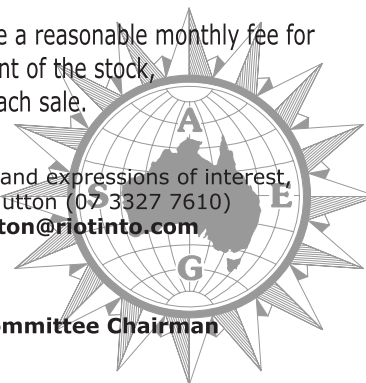 e a reasonable monthly fee for
nt of the stock,
ach sale.
and expressions of interest,
utton (07 3327 7610)
ton@riotinto.com
ommittee Chairman
A
S E
G